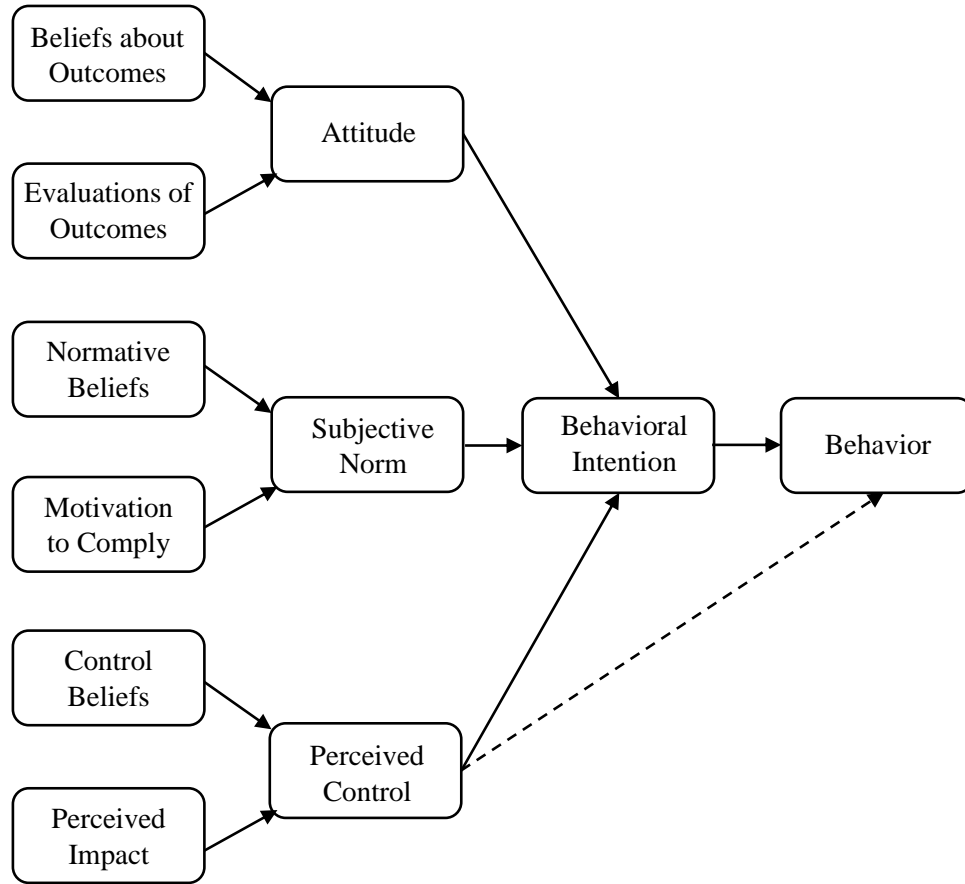 Beliefs about
Outcomes
Attitude
Evaluations of
Outcomes
Normative
Beliefs
Subjective
Norm
Motivation
to Comply
Behavioral
Intention
Behavior
Control
Beliefs
Perceived
Control
Perceived
Impact